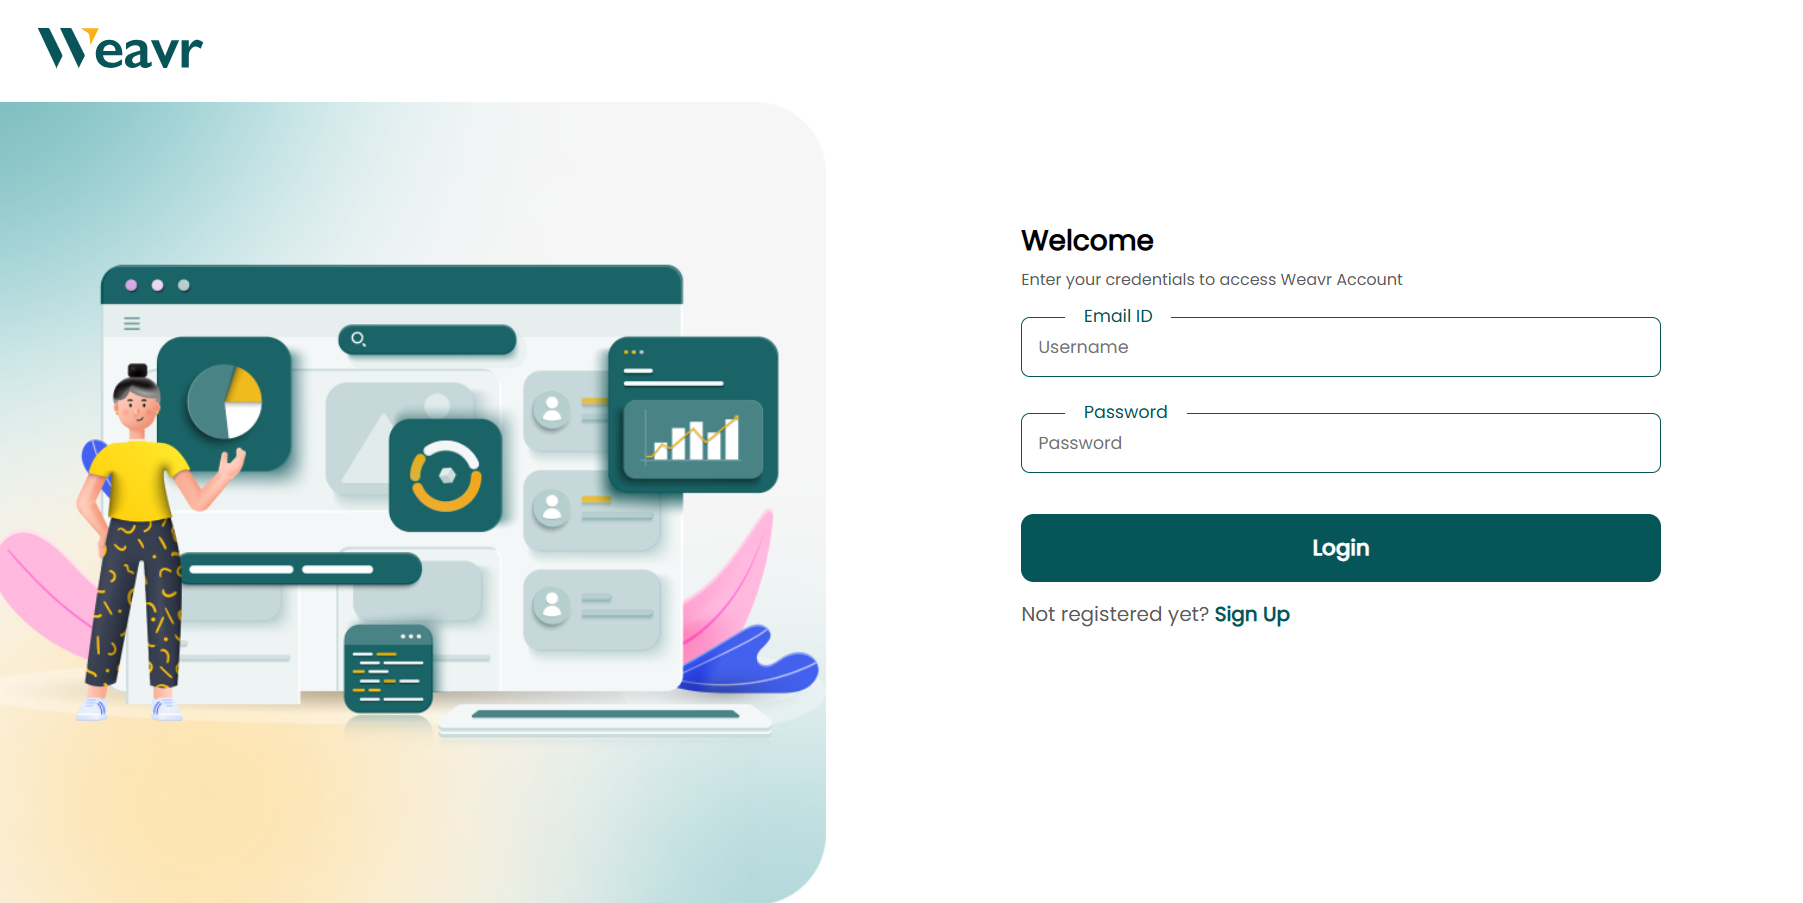 Weavr
Welcome
Enter your credentials to access Weavr Account
Email ID
Username
Password
Password
Login
Not registered yet? Sign Up